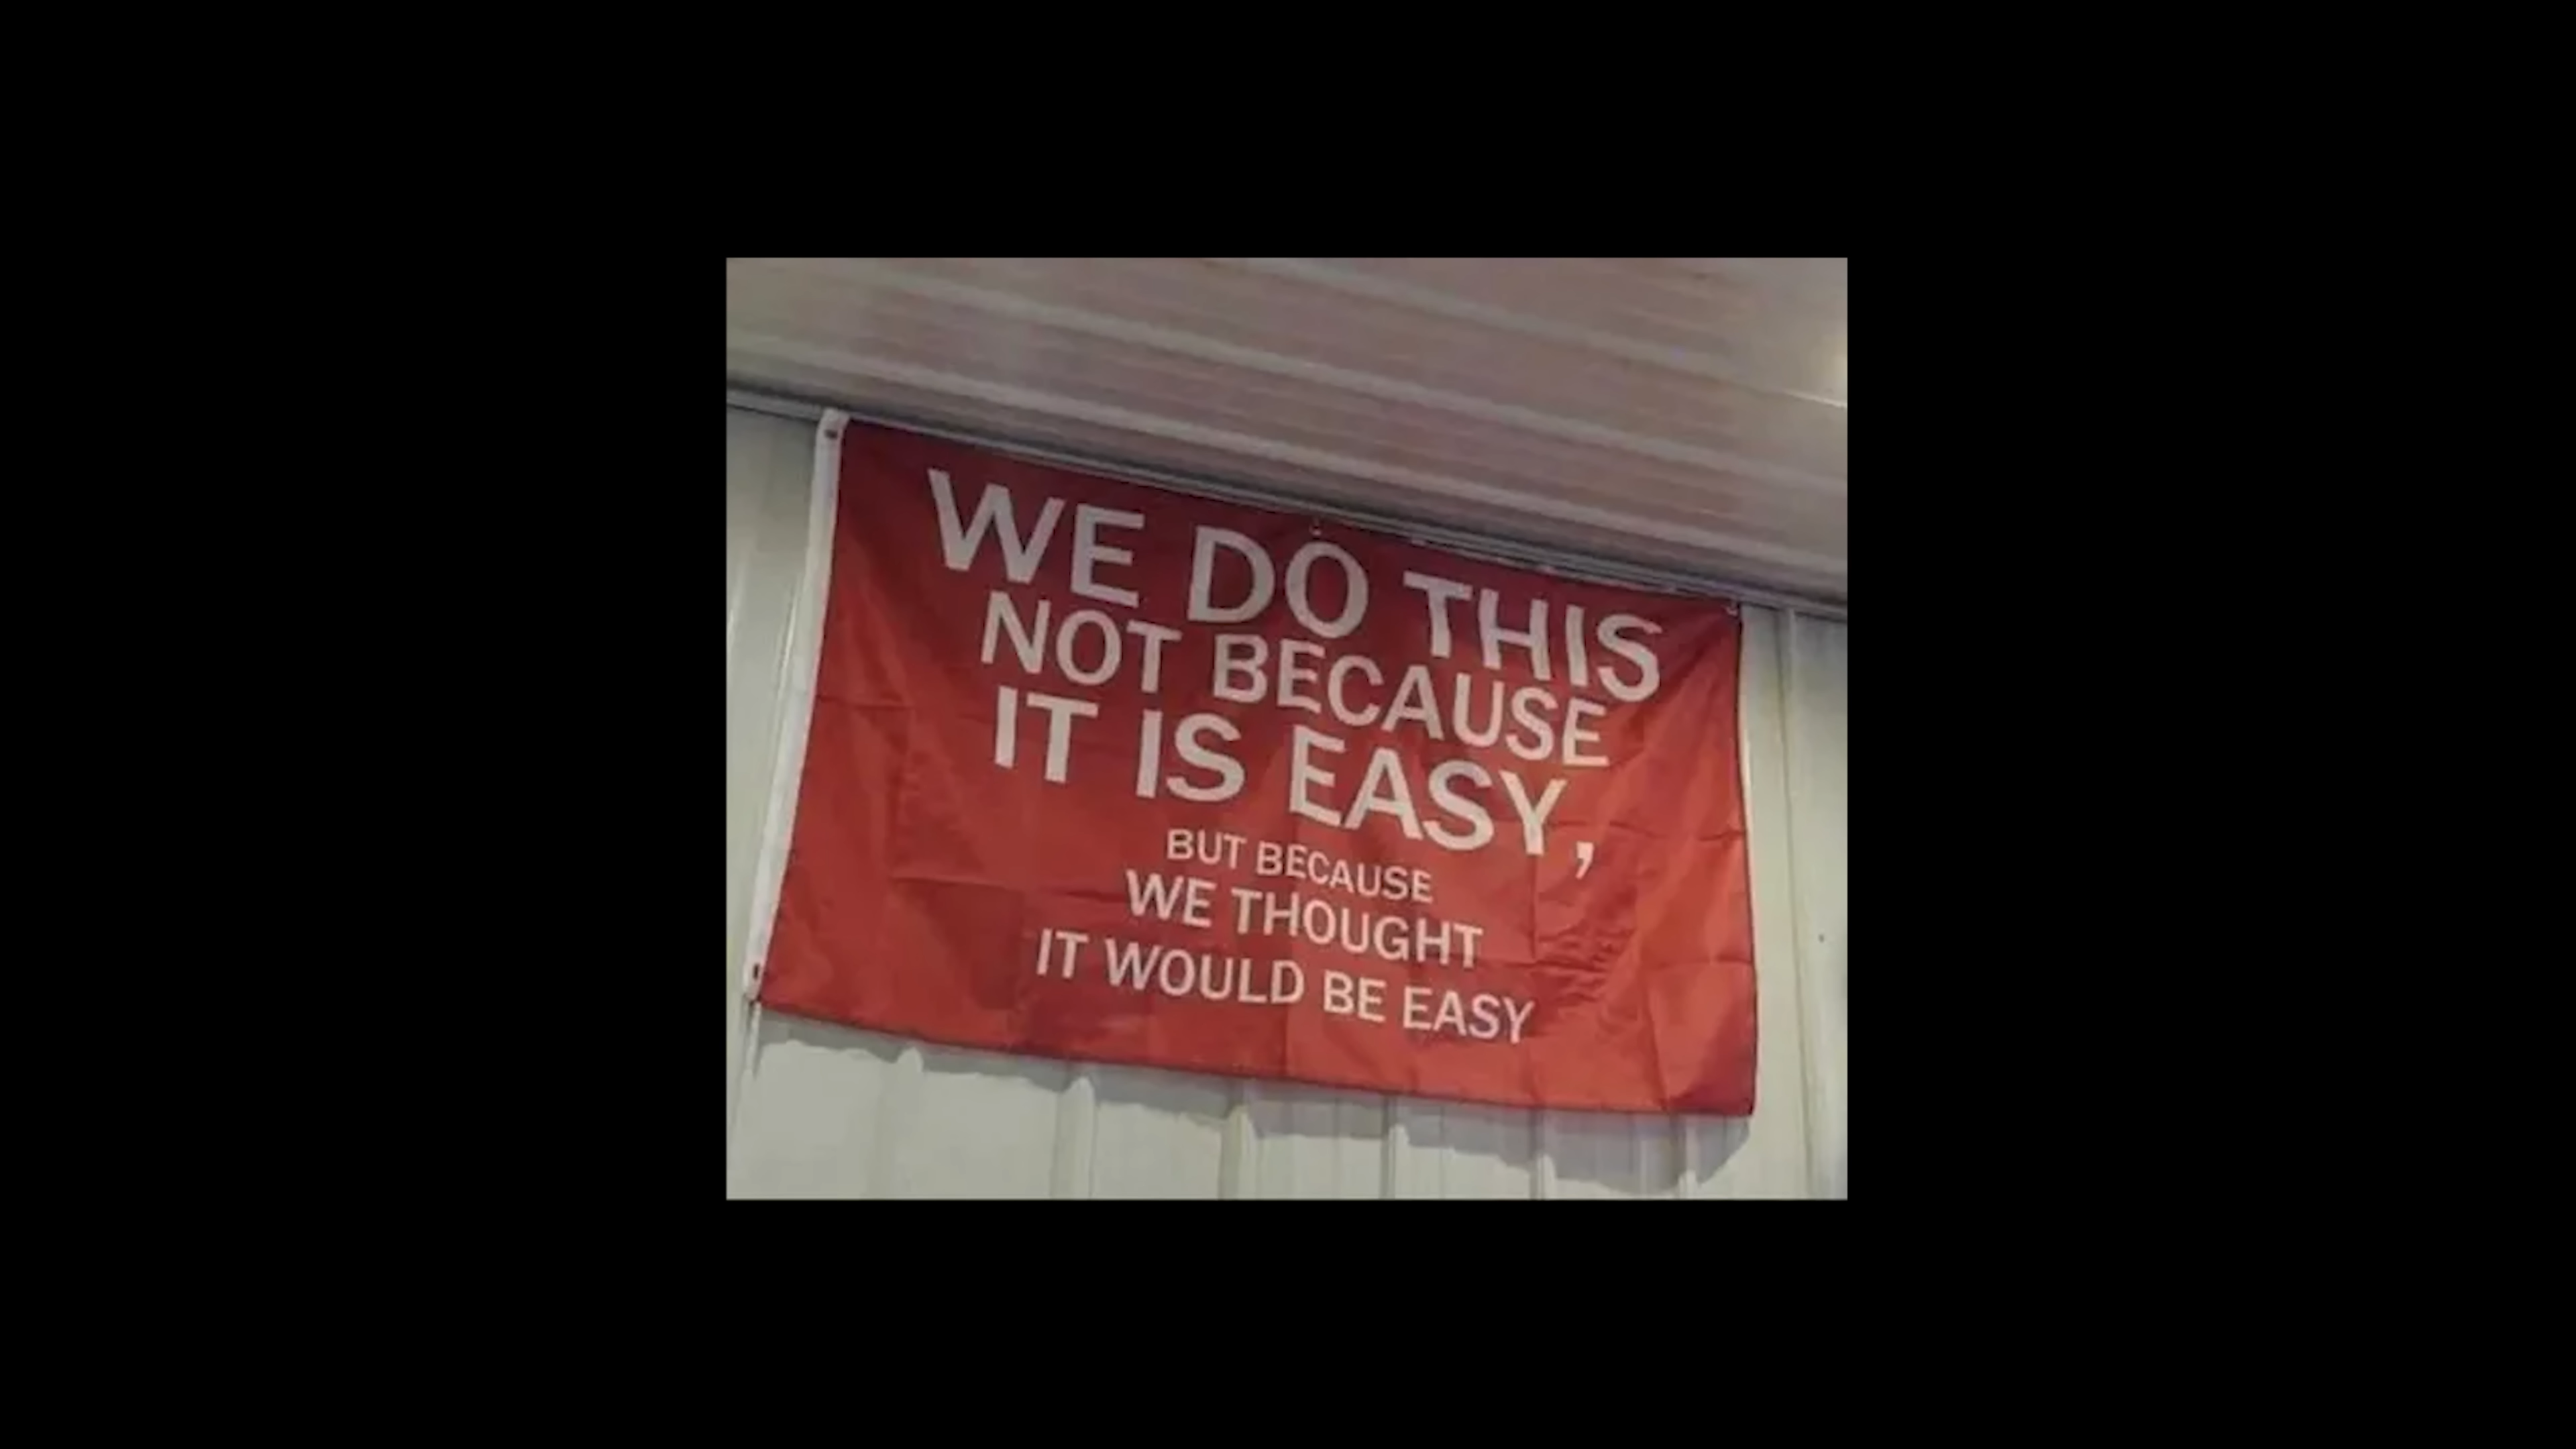 WE DO THIS
NOT BECAUSE
IT IS EASY,
BUT BECAUSE
WE THOUGHT
IT WOULD BE EASY